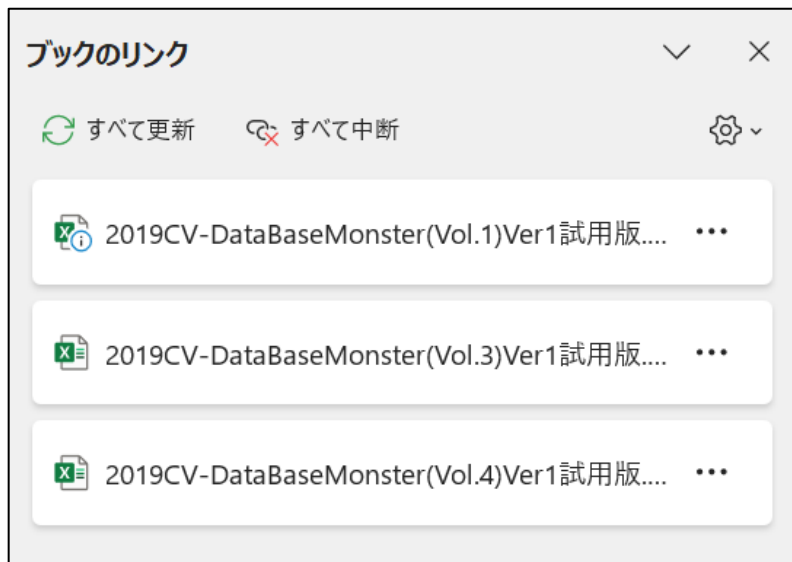 ブックのリンク
すべて更新 すべて中断
2019CV-DataBaseMonster(Vol.1)Ver1試用版....
2019CV-DataBaseMonster(Vol.3)Ver1試用版....
2019CV-DataBaseMonster(Vol.4)Ver1試用版....